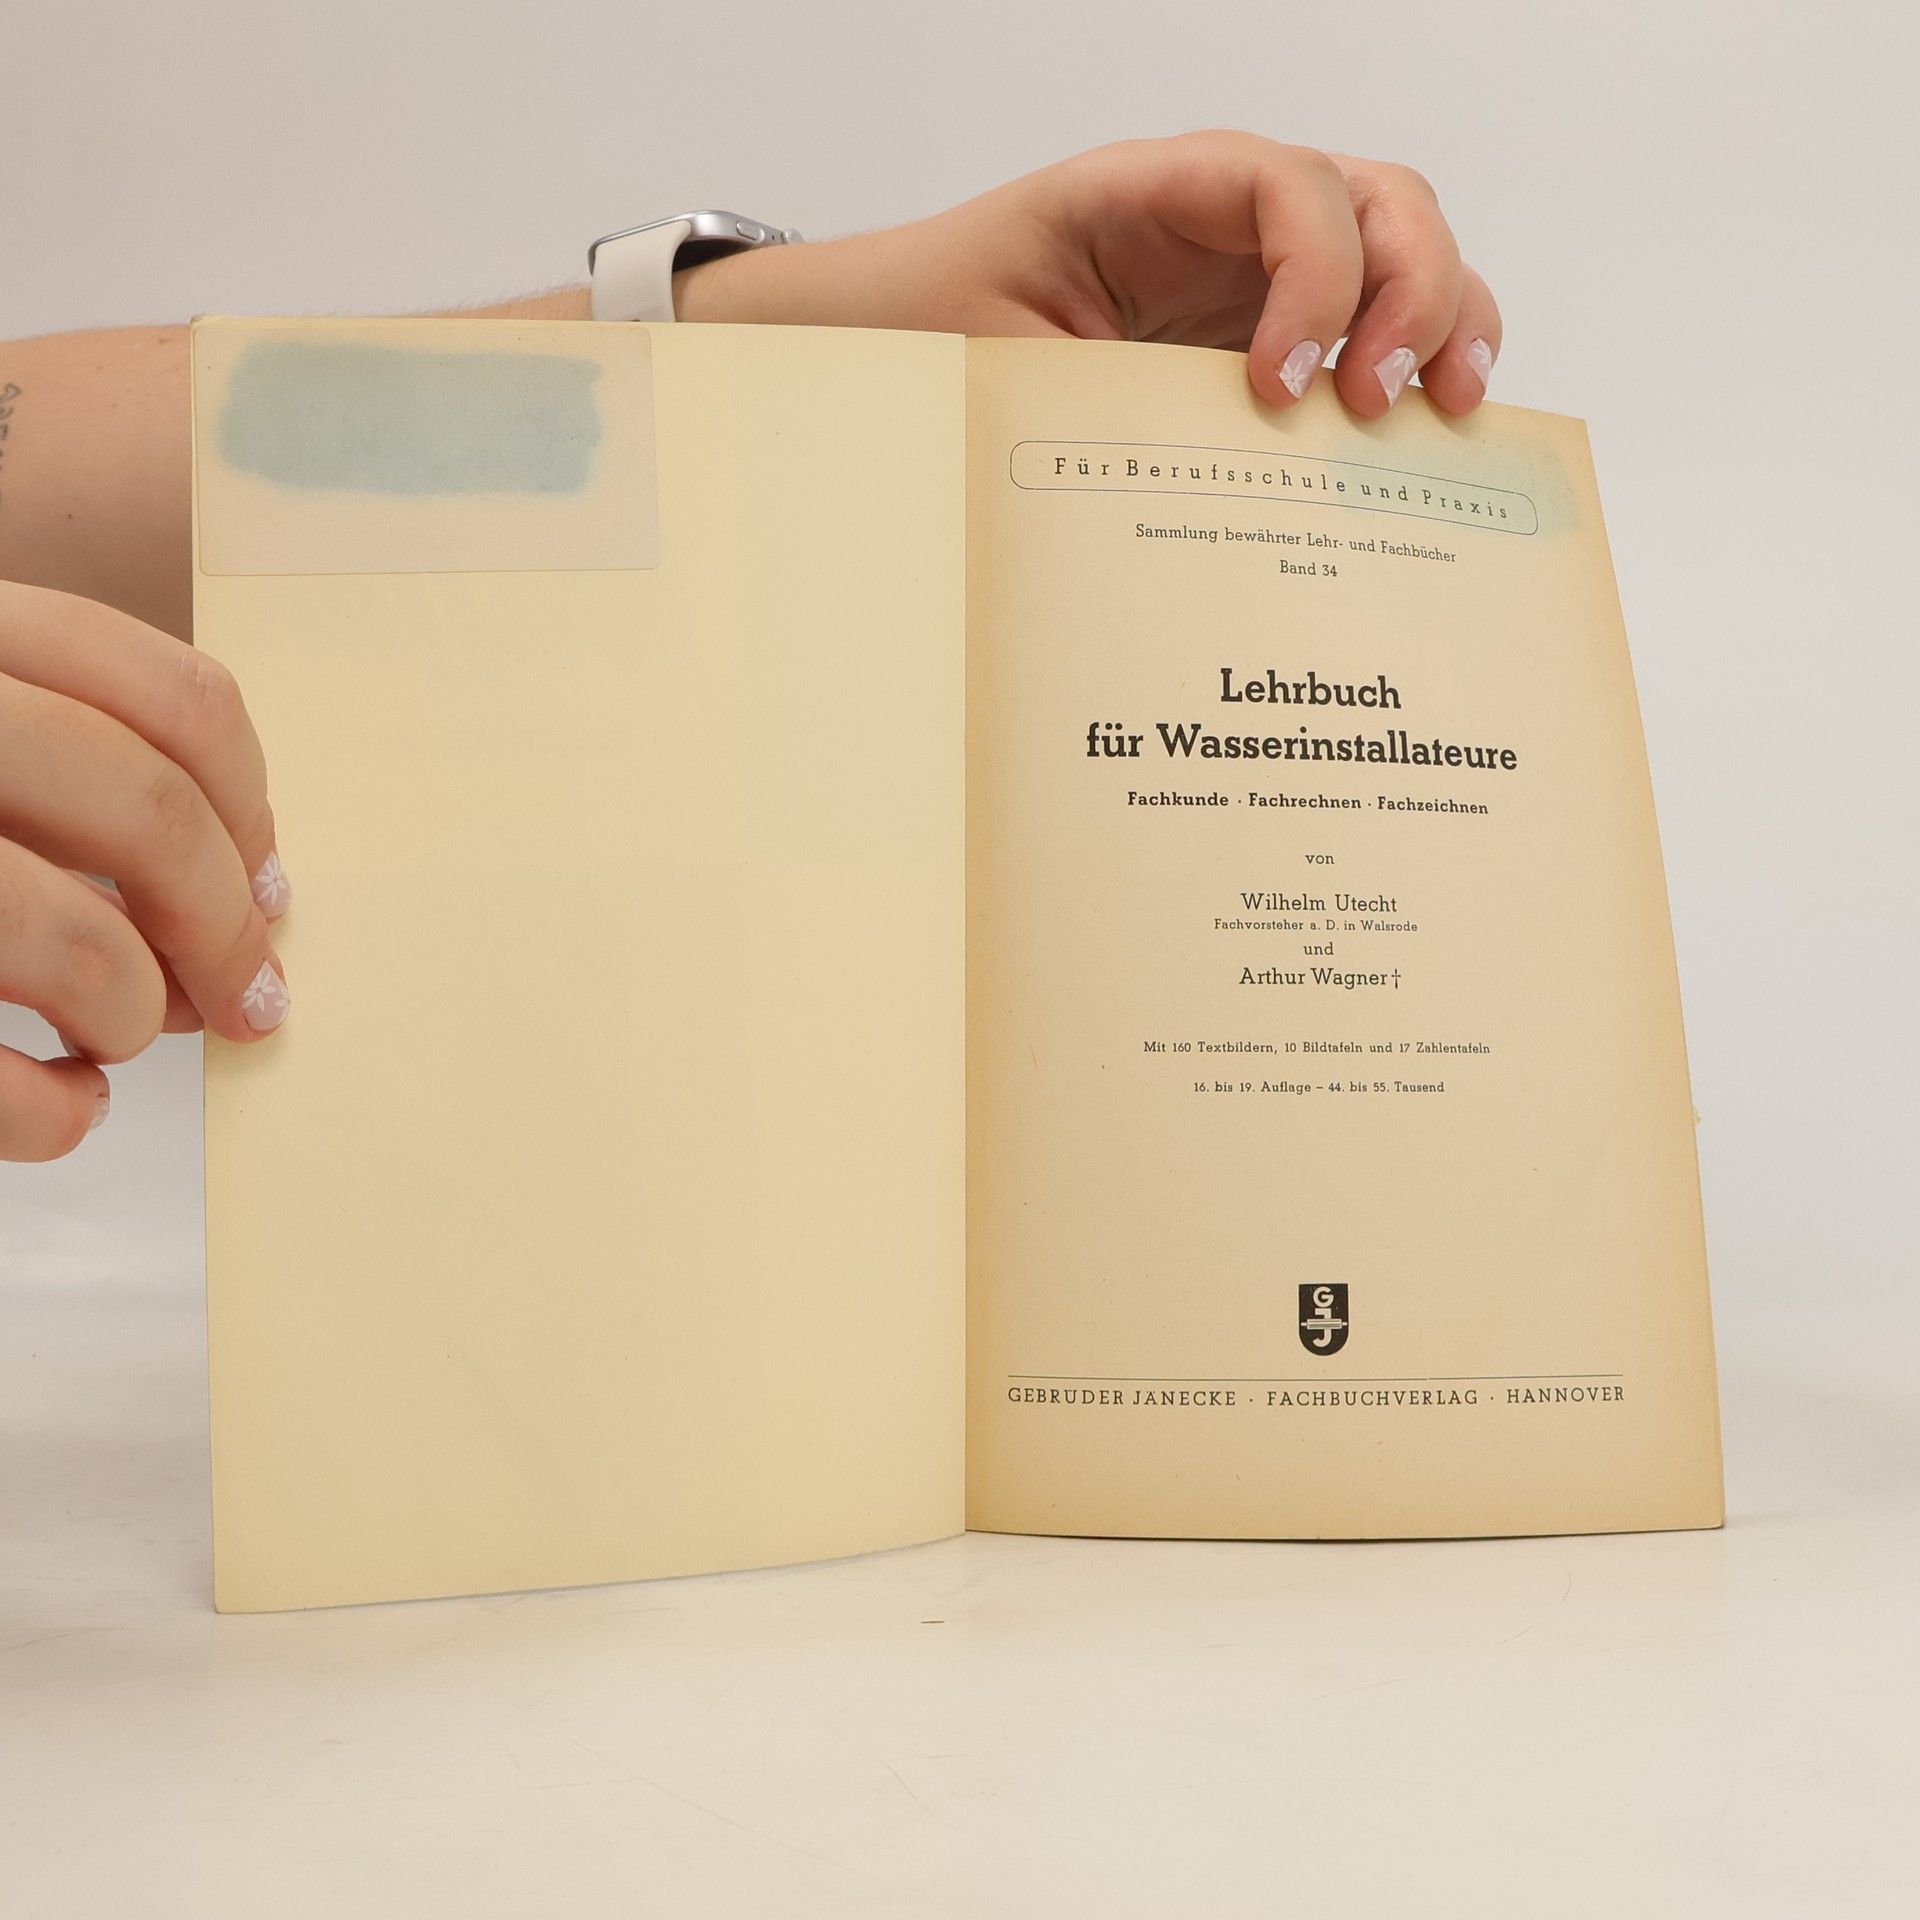 Für Berufsschule und Praxis
Sammlung bewährter Lehr- und Fachbücher
Band 34
Lehrbuch
für Wasserinstallateure
Fachkunde · Fachrechnen · Fachzeichnen
von
Wilhelm Utecht
Fachvorsteher a. D. in Walsrode
und
Arthur Wagner †
Mit 160 Textbildern, 10 Bildtafeln und 17 Zahlentafeln
16. bis 19. Auflage – 44. bis 55. Tausend
G
J
GEBRÜDER JÄNECKE · FACHBUCHVERLAG · HANNOVER